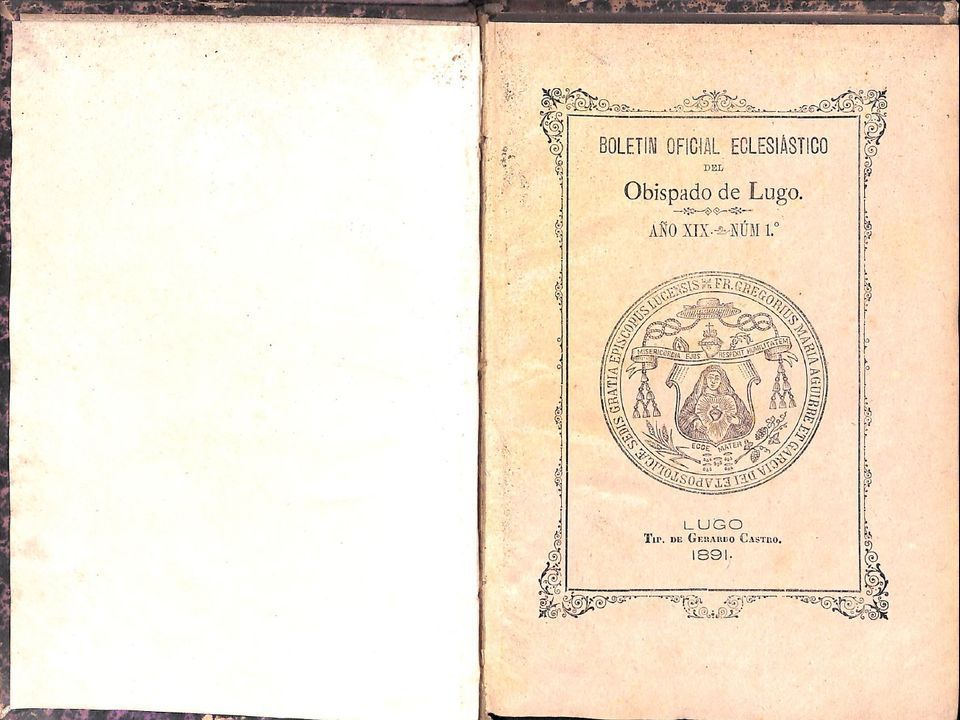 BOLETIN OFICIAL ECLESIÁSTICO
DEL
Obispado de Lugo.
AÑO XIX. NÚM 1.º
FR. GREGORIUS MARIA AGUIRRE ET GARCIA DEI ET APOSTOLICÆ SEDIS GRATIA EPISCOPUS LUCENSIS
MISERICORDIA EJUS RESPEXIT HUMILITATEM
ECCE MATER
LUGO
TIP. DE GERARDO CASTRO.
1891.